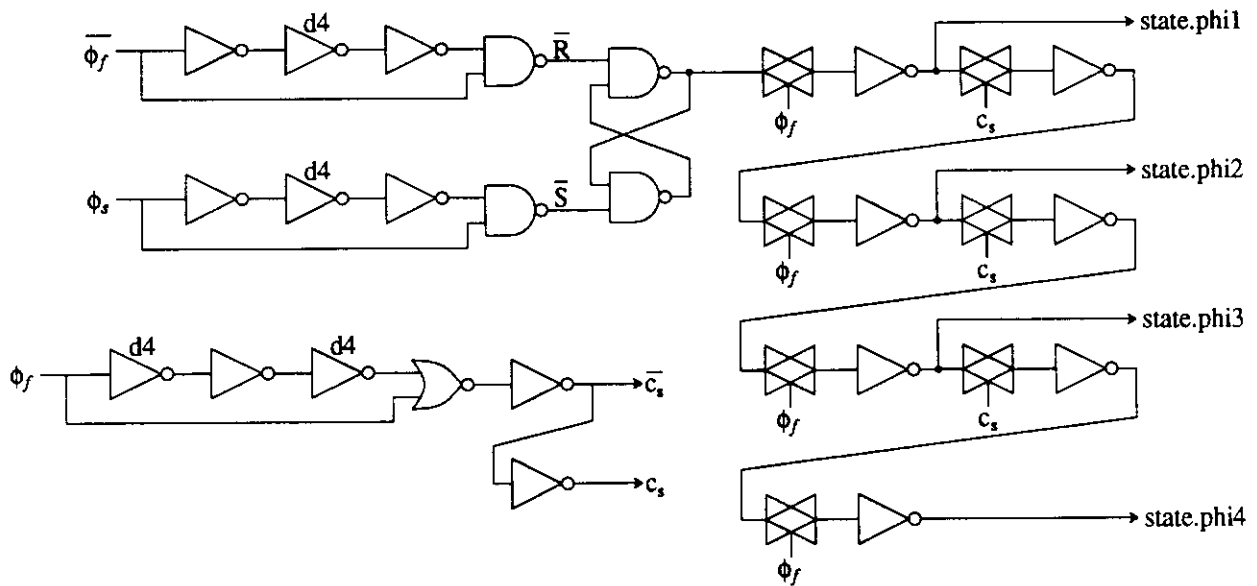 d4
state.phi1
φ̅f
R̅
φf
cs
d4
state.phi2
φs
S̅
φf
cs
state.phi3
d4
d4
φf
c̅s
φf
cs
cs
state.phi4
φf